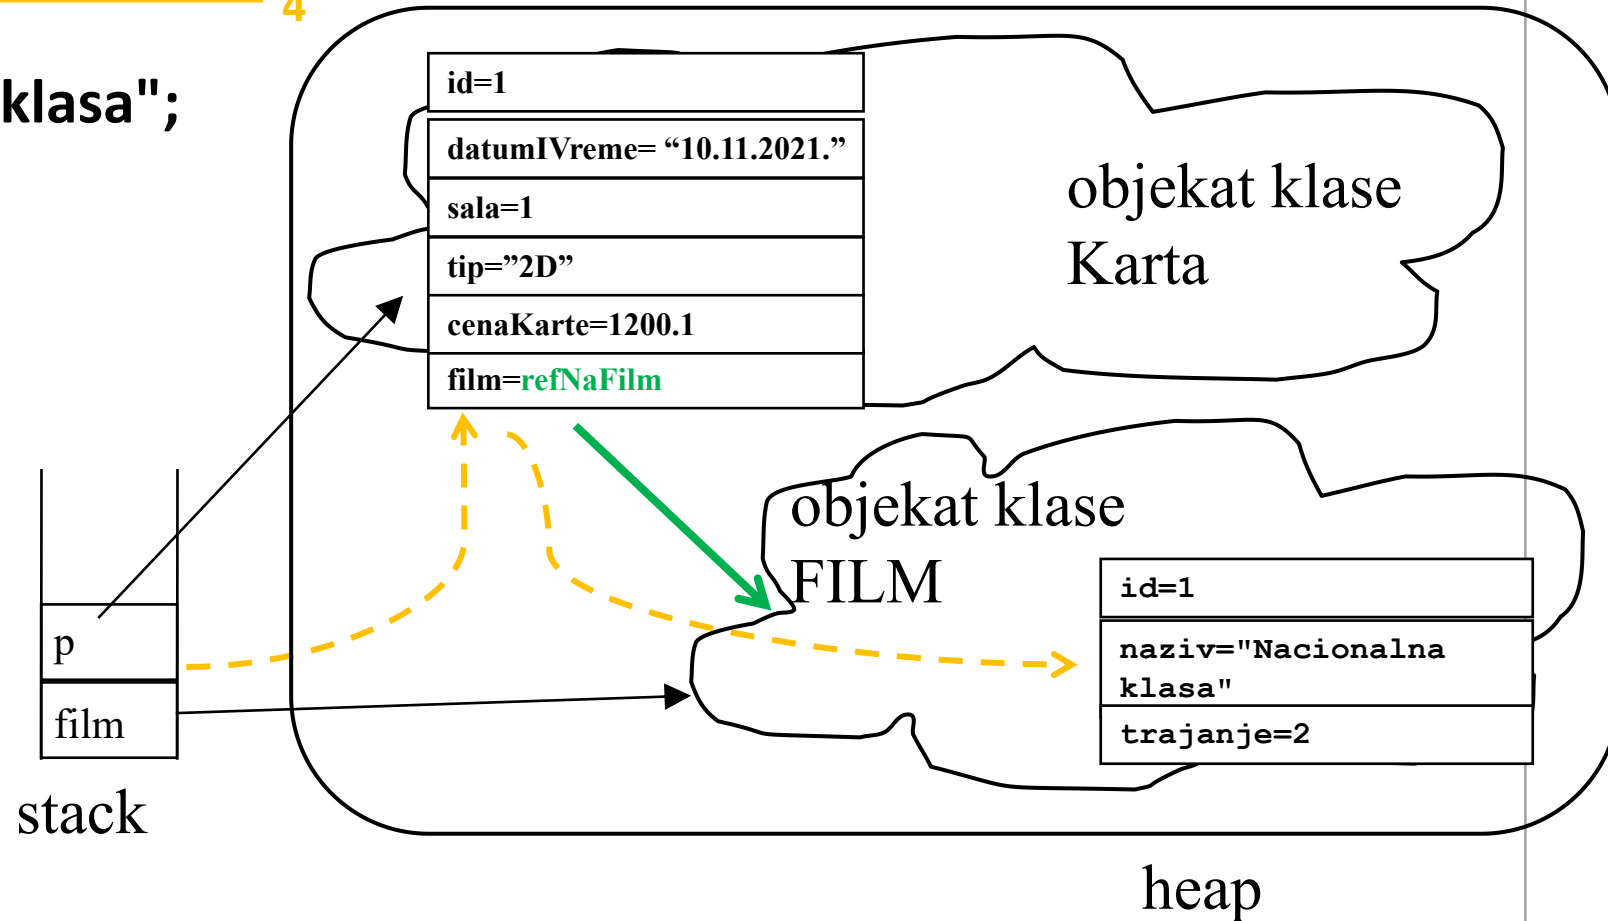 4
klasa";
id=1
datumIVreme= “10.11.2021.”
sala=1
tip=”2D”
cenaKarte=1200.1
film=refNaFilm
objekat klase
Karta
objekat klase
FILM
id=1
naziv="Nacionalna
klasa"
trajanje=2
p
film
stack
heap